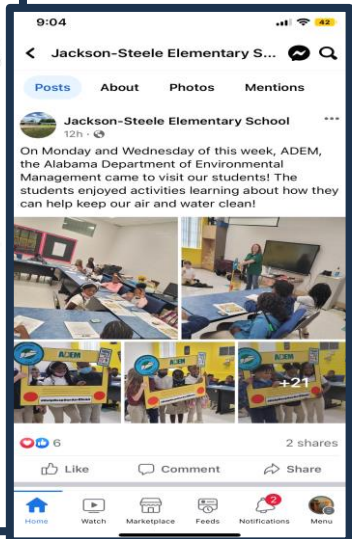 9:04
42
Jackson-Steele Elementary S...
Posts About Photos Mentions
Jackson-Steele Elementary School
12h
On Monday and Wednesday of this week, ADEM,
the Alabama Department of Environmental
Management came to visit our students! The
students enjoyed activities learning about how they
can help keep our air and water clean!
ADEM ADEM ADEM
+21
6 2 shares
Like Comment Share
2
Home Watch Marketplace Feeds Notifications Menu